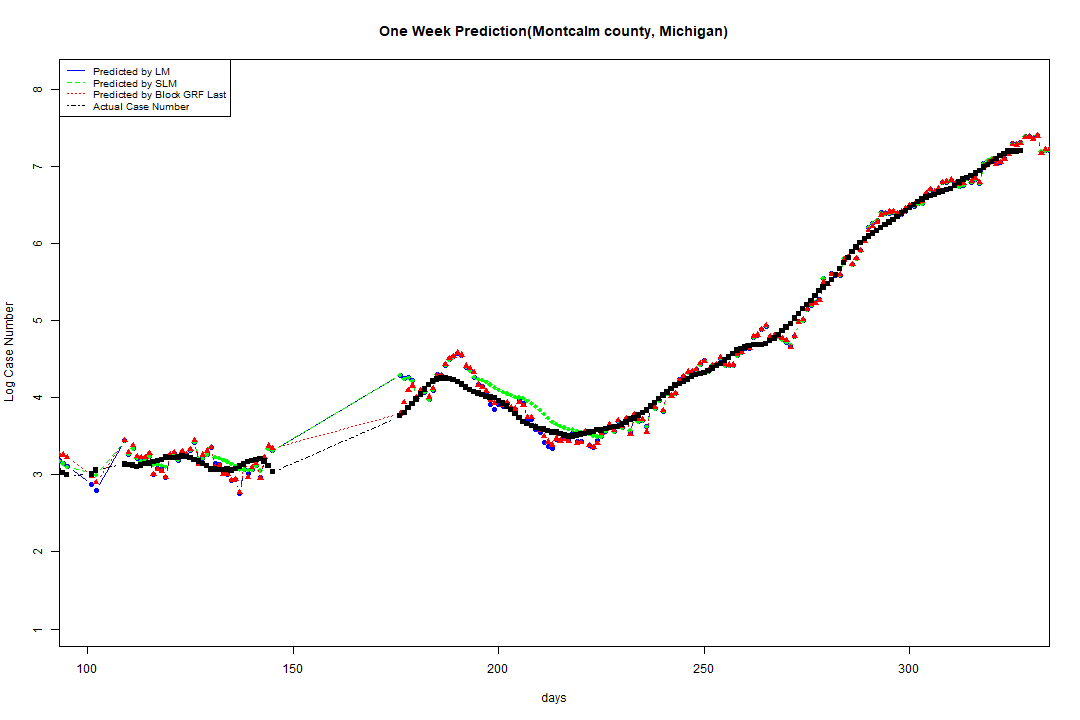 One Week Prediction(Montcalm county, Michigan)
Predicted by LM
Predicted by SLM
Predicted by Block GRF Last
Actual Case Number
8
7
6
5
4
3
2
1
Log Case Number
100 150 200 250 300
days